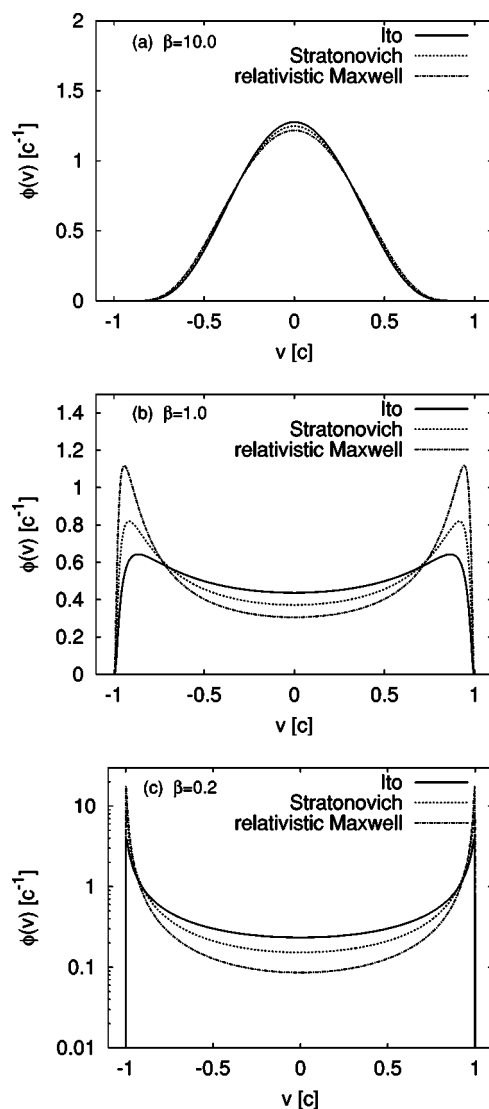 2
(a) β=10.0
Ito
Stratonovich
relativistic Maxwell
1.5
1
0.5
0
ϕ(v) [c⁻¹]
-1 -0.5 0 0.5 1
v [c]
1.4
(b) β=1.0
Ito
Stratonovich
relativistic Maxwell
1.2
1
0.8
0.6
0.4
0.2
0
ϕ(v) [c⁻¹]
-1 -0.5 0 0.5 1
v [c]
(c) β=0.2
Ito
Stratonovich
relativistic Maxwell
10
1
0.1
0.01
ϕ(v) [c⁻¹]
-1 -0.5 0 0.5 1
v [c]